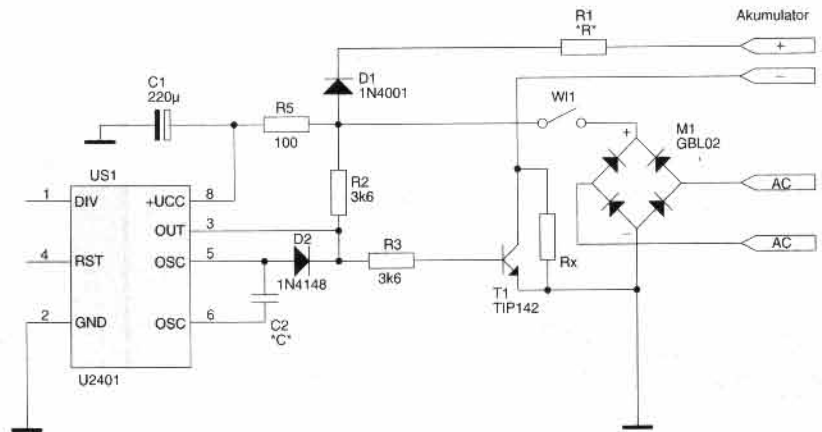 R1
*R*
Akumulator
+
−
D1
1N4001
C1
220µ
R5
100
WI1
+
M1
GBL02
US1
1
DIV
+UCC
8
R2
3k6
AC
OUT
3
4
RST
OSC
5
D2
1N4148
R3
3k6
−
AC
Rx
2
GND
OSC
6
C2
*C*
T1
TIP142
U2401